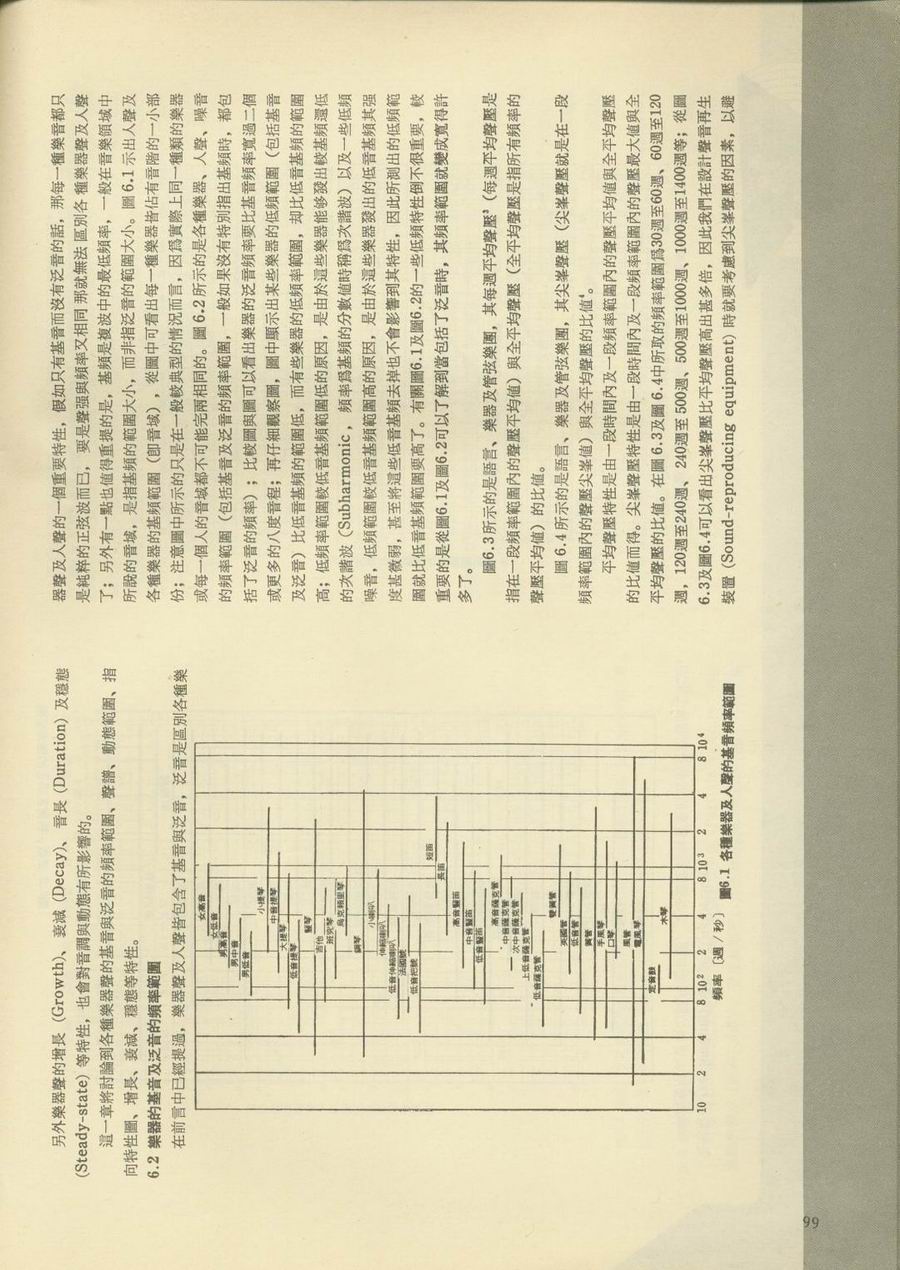 另外樂器聲的增長（Growth）、衰減（Decay）、音長（Duration）及穩態
（Steady-state）等特性，也會對音調與動態有所影響的。
這一章將討論到各種樂器聲的基音與泛音的頻率範圍、聲譜、動態範圍、指
向特性圖、增長、衰減、穩態等特性。
6.2 樂器的基音及泛音的頻率範圍
在前言中已經提過，樂器聲及人聲皆包含了基音與泛音，泛音是區別各種樂
女高音
女低音
男高音
男中音
男低音
小提琴
中音提琴
大提琴
低音提琴
豎琴
吉他
班究琴
烏克賴里琴
鋼琴
小喇叭
伸縮喇叭
低音伸縮喇叭
法國號
低音把號
短笛
長笛
高音豎笛
中音豎笛
低音豎笛
高音薩克管
中音薩克管
次中音薩克管
上低音薩克管
低音薩克管
雙簧管
英國管
低音管
簧管
手風琴
口琴
風管
電風琴
定音鼓
木琴
10 2 4 8 10² 2 4 8 10³ 2 4 8 10⁴
頻率〔週／秒〕
圖6.1 各種樂器及人聲的基音頻率範圍
器聲及人聲的一個重要特性，假如只有基音而沒有泛音的話，那每一種樂音都只
是純粹的正弦波而已，要是聲强與頻率又相同 那就無法 區別各 種樂器聲及人聲
了；另外有一點也值得重提的是，基頻是複波中的最低頻率，一般在音樂領域中
所說的音域，是指基頻的範圍大小，而非指泛音的範圍大小。圖 6.1 示出人聲及
各種樂器的基頻範圍（卽音域），從圖中可看出每一種樂器皆佔有音階的一小部
份；注意圖中所示的只是在一般較典型的情況而言，因爲實際上同一種類的樂器
或每一個人的音域都不可能完兩相同的。圖 6.2 所示的是各種樂器、人聲、噪音
的頻率範圍（包括基音及泛音的頻率範圍，一般如果沒有特別指出基頻時，都包
括了泛音的頻率）；比較圖與圖可以看出樂器的泛音頻率要比基音頻率寬過二個
或更多的八度音程；再仔細觀察圖，圖中顯示出某些樂器的低頻範圍（包括基音
及泛音）比低音基頻的範圍低，而有些樂器的低頻率範圍，却比低音基頻的範圍
高；低頻率範圍較低音基頻範圍低的原因，是由於這些樂器能够發出較基頻還低
的次諧波（Subharmonic，頻率爲基頻的分數值時稱爲次諧波）以及一些低頻
噪音，低頻範圍較低音基頻範圍高的原因，是由於這些樂器發出的低音基頻其强
度甚微弱，甚至將這些低音基頻去掉也不會影響到其特性，因此所測出的低頻範
圍就比低音基頻範圍要高了。有關圖6.1及圖6.2的一些低頻特性倒不很重要，較
重要的是從圖6.1及圖6.2可以了解到當包括了泛音時，其頻率範圍就變成寬得許
多了。
圖6.3所示的是語言、樂器及管弦樂團，其每週平均聲壓³（每週平均聲壓是
指在一段頻率範圍內的聲壓平均值）與全平均聲壓（全平均聲壓是指所有頻率的
聲壓平均值）的比值。
圖 6.4 所示的是語言、樂器及管弦樂團，其尖峯聲壓（尖峯聲壓就是在一段
頻率範圍內的聲壓尖峯值）與全平均聲壓的比值⁴。
平均聲壓特性是由一段時間內及一段頻率範圍內的聲壓平均值與全平均聲壓
的比值而得。尖峯聲壓特性是由一段時間內及一段頻率範圍內的聲壓最大值與全
平均聲壓的比值。在圖 6.3及圖 6.4中所取的頻率範圍爲30週至60週、60週至120
週，120週至240週、 240週至 500週、 500週至1000週、1000週至1400週等；從圖
6.3及圖6.4可以看出尖峯聲壓比平均聲壓高出甚多倍，因此我們在設計聲音再生
裝置（Sound-reproducing equipment）時就要考慮到尖峯聲壓的因素，以避
99